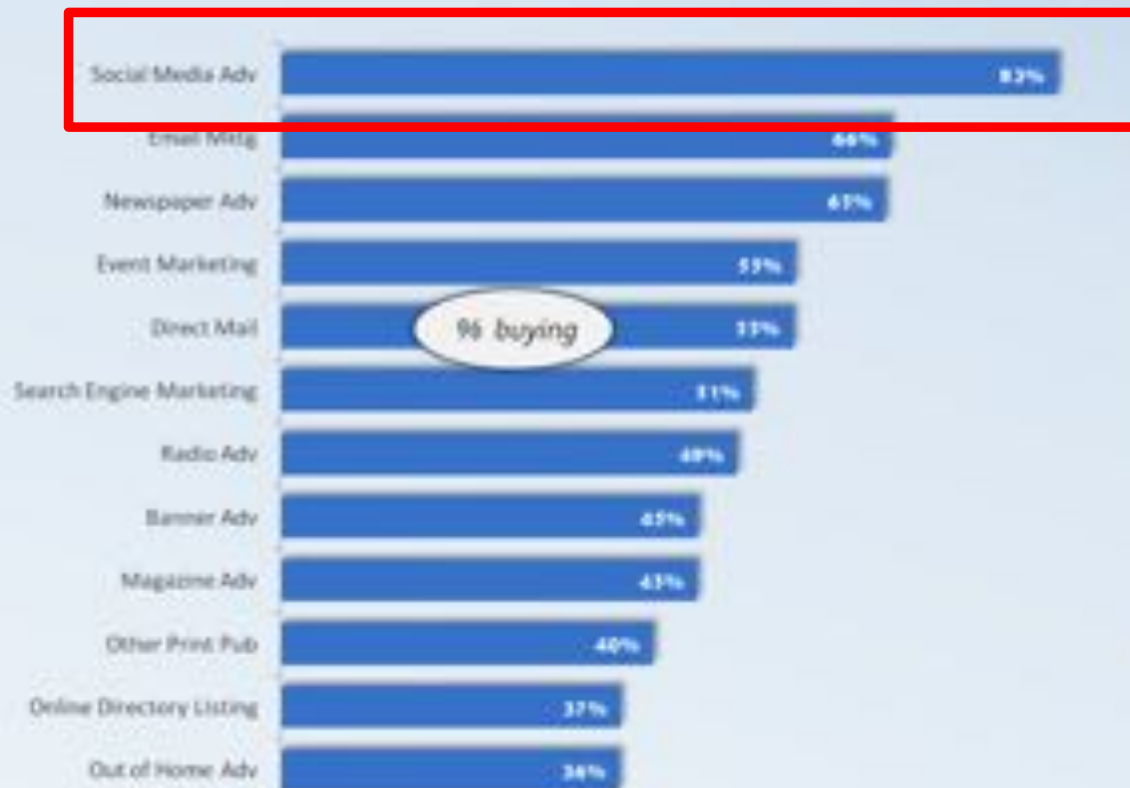 Social Media Adv 83%
Email Mktg 66%
Newspaper Adv 65%
Event Marketing 55%
Direct Mail % buying 55%
Search Engine Marketing 51%
Radio Adv 49%
Banner Adv 45%
Magazine Adv
Other Print Pub 40%
Online Directory Listing 37%
Out of Home Adv 36%